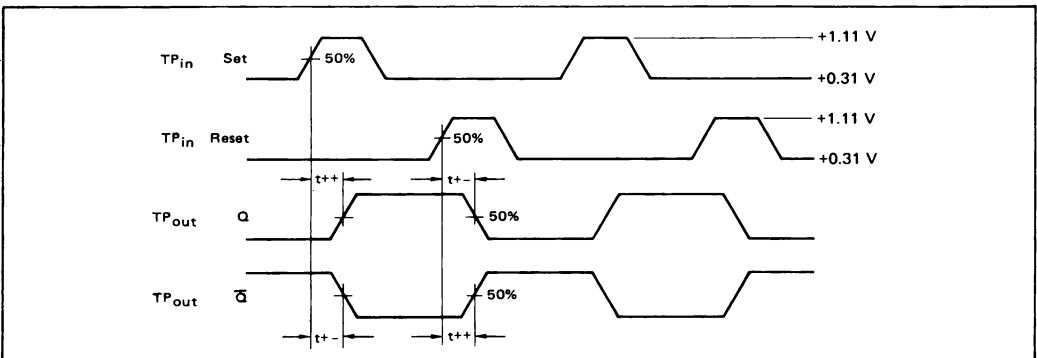 TPin Set 50% +1.11 V
+0.31 V
TPin Reset 50% +1.11 V
+0.31 V
t++ t+-
TPout Q 50%
TPout Q̅ 50%
t+- t++